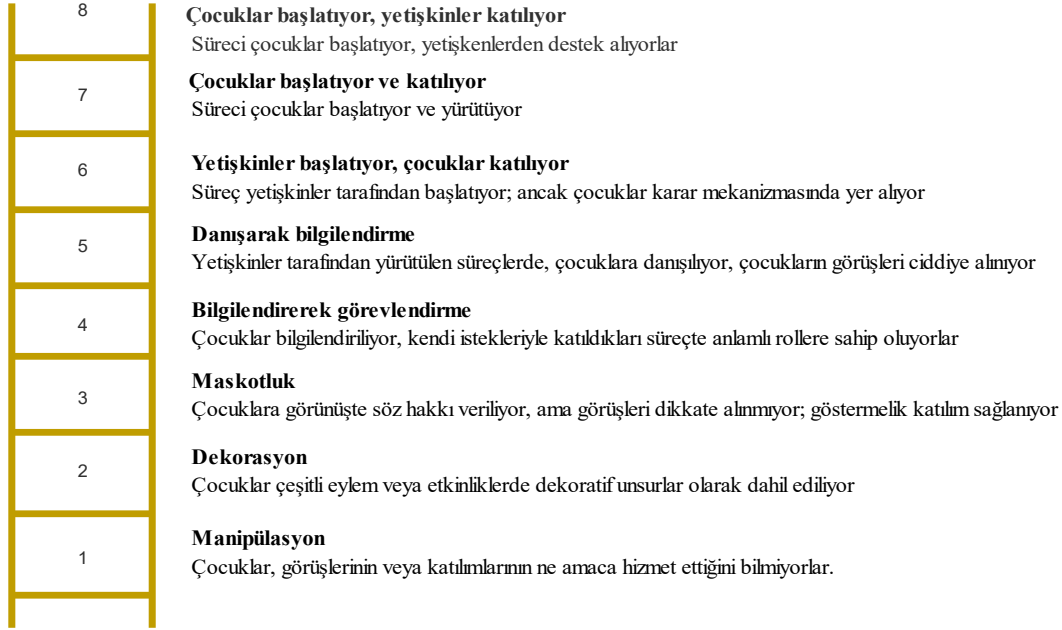 8
Çocuklar başlatıyor, yetişkinler katılıyor
Süreci çocuklar başlatıyor, yetişkenlerden destek alıyorlar
7
Çocuklar başlatıyor ve katılıyor
Süreci çocuklar başlatıyor ve yürütüyor
6
Yetişkinler başlatıyor, çocuklar katılıyor
Süreç yetişkinler tarafından başlatıyor; ancak çocuklar karar mekanizmasında yer alıyor
5
Danışarak bilgilendirme
Yetişkinler tarafından yürütülen süreçlerde, çocuklara danışılıyor, çocukların görüşleri ciddiye alınıyor
4
Bilgilendirerek görevlendirme
Çocuklar bilgilendiriliyor, kendi istekleriyle katıldıkları süreçte anlamlı rollere sahip oluyorlar
3
Maskotluk
Çocuklara görünüşte söz hakkı veriliyor, ama görüşleri dikkate alınmıyor; göstermelik katılım sağlanıyor
2
Dekorasyon
Çocuklar çeşitli eylem veya etkinliklerde dekoratif unsurlar olarak dahil ediliyor
1
Manipülasyon
Çocuklar, görüşlerinin veya katılımlarının ne amaca hizmet ettiğini bilmiyorlar.